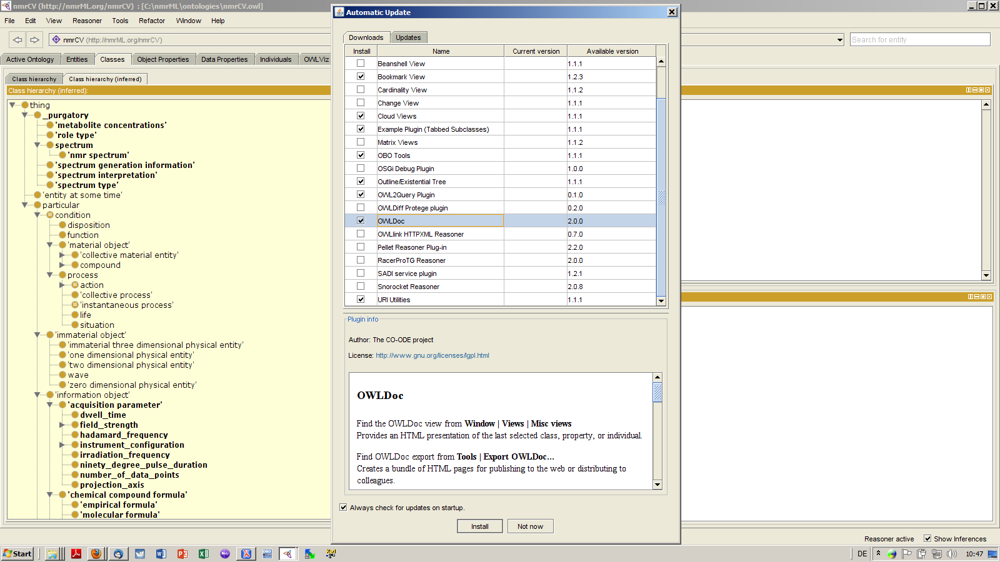 nmrCV (http://nmrML.org/nmrCV) : [C:\nmrML\ontologies\nmrCV.owl]
File Edit View Reasoner Tools Refactor Window Help
nmrCV (http://nmrML.org/nmrCV)
Search for entity
Active Ontology Entities Classes Object Properties Data Properties Individuals OWLViz
Class hierarchy Class hierarchy (inferred)
Class hierarchy (inferred):
thing
_purgatory
'metabolite concentrations'
'role type'
spectrum
'nmr spectrum'
'spectrum generation information'
'spectrum interpretation'
'spectrum type'
'entity at some time'
particular
condition
disposition
function
'material object'
'collective material entity'
compound
process
action
'collective process'
'instantaneous process'
life
situation
'immaterial object'
'immaterial three dimensional physical entity'
'one dimensional physical entity'
'two dimensional physical entity'
wave
'zero dimensional physical entity'
'information object'
'acquisition parameter'
dwell_time
field_strength
hadamard_frequency
instrument_configuration
irradiation_frequency
ninety_degree_pulse_duration
number_of_data_points
projection_axis
'chemical compound formula'
'empirical formula'
'molecular formula'
Automatic Update
Downloads Updates
Install Name Current version Available version
Beanshell View 1.1.1
Bookmark View 1.2.3
Cardinality View 1.1.2
Change View 1.1.1
Cloud Views 1.1.1
Example Plugin (Tabbed Subclasses) 1.1.1
Matrix Views 1.1.2
OBO Tools 1.1.1
OSGi Debug Plugin 1.0.0
Outline/Existential Tree 1.1.1
OWL2Query Plugin 0.1.0
OWLDiff Protege plugin 0.2.0
OWLDoc 2.0.0
OWLlink HTTPXML Reasoner 0.7.0
Pellet Reasoner Plug-in 2.2.0
RacerProTG Reasoner 2.0.0
SADI service plugin 1.2.1
Snorocket Reasoner 2.0.8
URI Utilities 1.1.1
Plugin info
Author: The CO-ODE project
License: http://www.gnu.org/licenses/lgpl.html
OWLDoc
Find the OWLDoc view from Window | Views | Misc views
Provides an HTML presentation of the last selected class, property, or individual.
Find OWLDoc export from Tools | Export OWLDoc...
Creates a bundle of HTML pages for publishing to the web or distributing to
colleagues.
Always check for updates on startup.
Install Not now
Reasoner active Show Inferences
Start DE 10:47